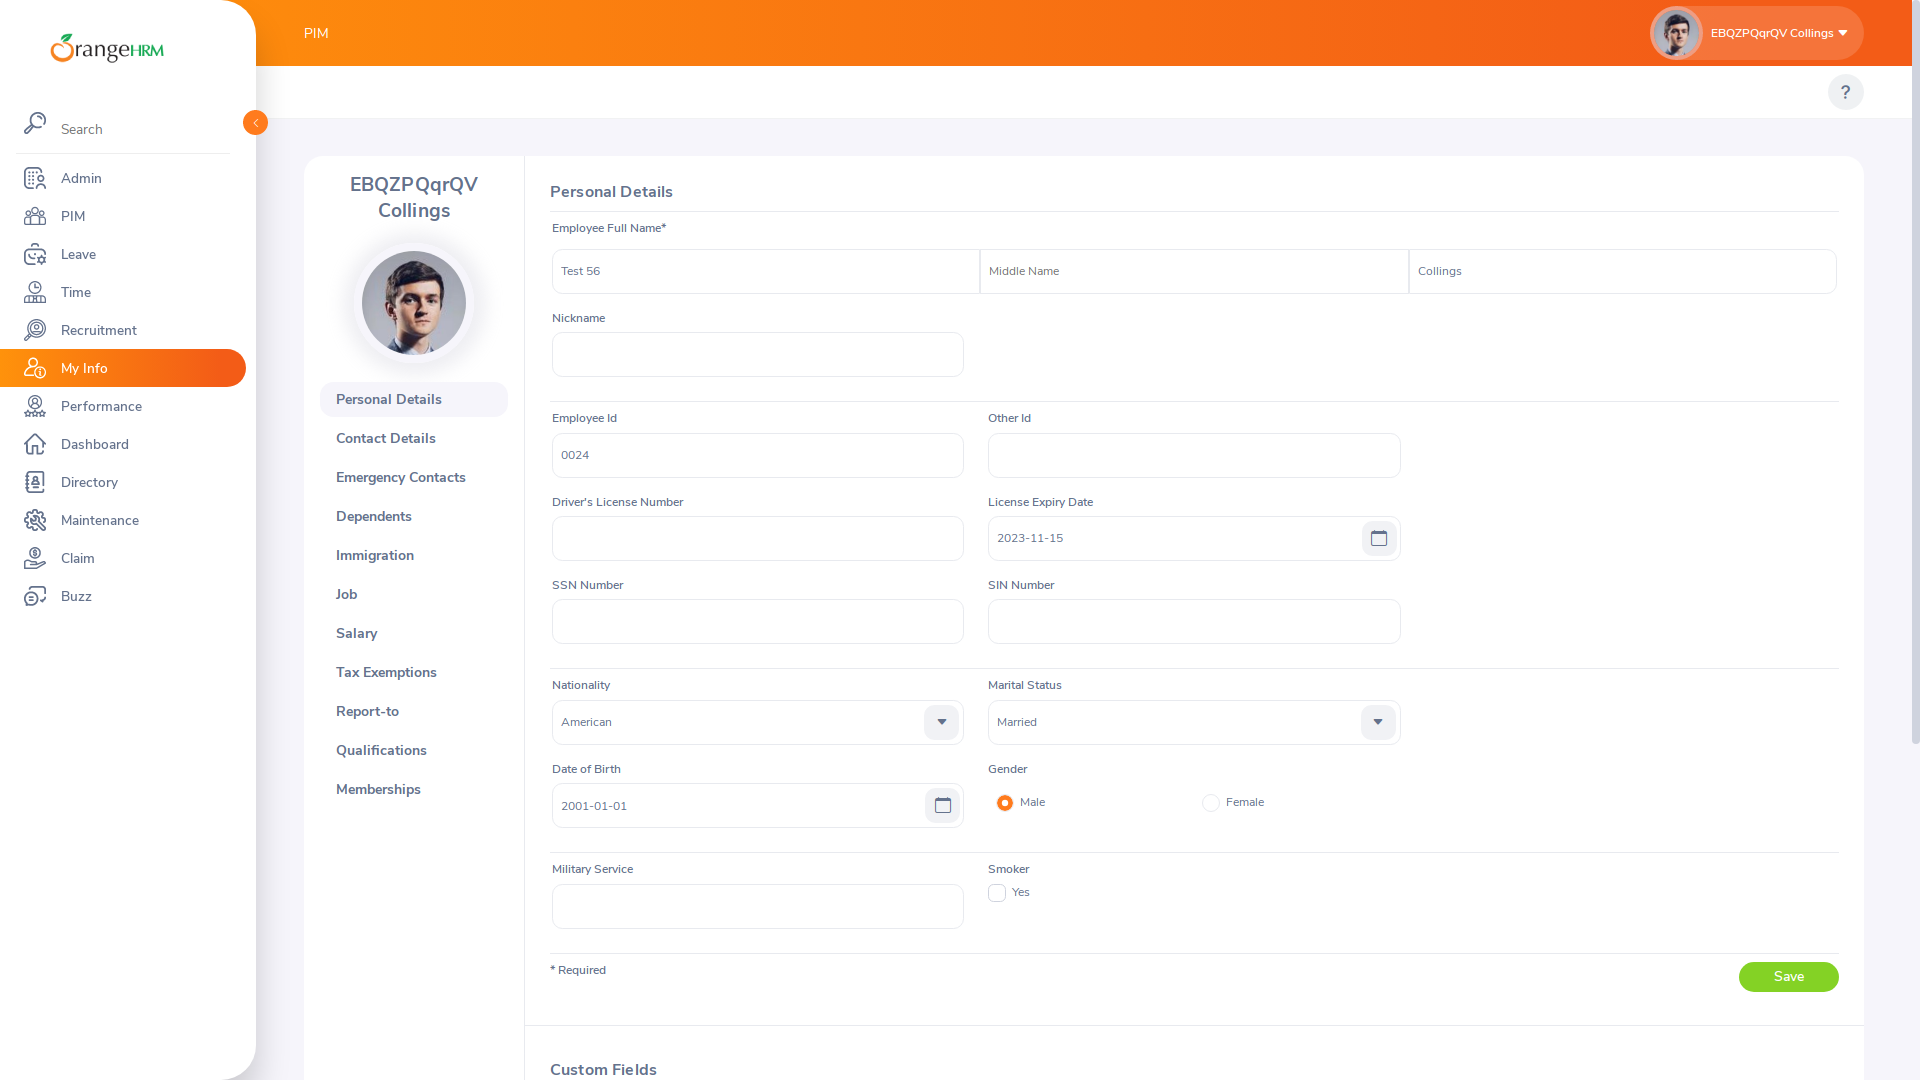 OrangeHRM
PIM
EBQZPQqrQV Collings
?
Search
Admin
PIM
Leave
Time
Recruitment
My Info
Performance
Dashboard
Directory
Maintenance
Claim
Buzz
EBQZPQqrQV
Collings
Personal Details
Contact Details
Emergency Contacts
Dependents
Immigration
Job
Salary
Tax Exemptions
Report-to
Qualifications
Memberships
Personal Details
Employee Full Name*
Test 56 Middle Name Collings
Nickname
Employee Id Other Id
0024
Driver's License Number License Expiry Date
2023-11-15
SSN Number SIN Number
Nationality Marital Status
American Married
Date of Birth Gender
2001-01-01 Male Female
Military Service Smoker
Yes
* Required Save
Custom Fields